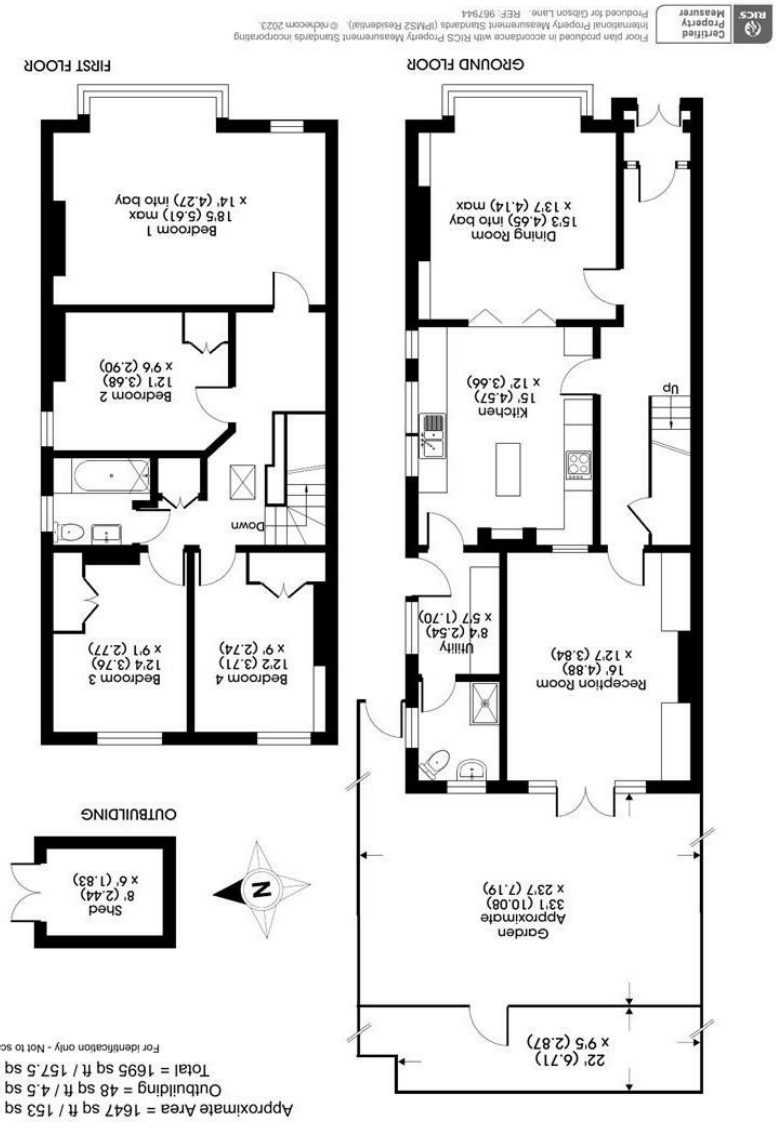 Approximate Area = 1647 sq ft / 153 sq
Outbuilding = 48 sq ft / 4.5 sq
Total = 1695 sq ft / 157.5 sq
For identification only - Not to sca
22' (6.71)
x 9'5 (2.87)
Garden
Approximate
33'1 (10.08)
x 23'7 (7.19)
N
Shed
8' (2.44)
x 6' (1.83)
OUTBUILDING
Reception Room
16' (4.88)
x 12'7 (3.84)
Utility
8'4 (2.54)
x 5'7 (1.70)
Kitchen
15' (4.57)
x 12' (3.66)
Up
Dining Room
15'3 (4.65) into bay
x 13'7 (4.14) max
GROUND FLOOR
Bedroom 4
12'2 (3.71)
x 9' (2.74)
Bedroom 3
12'4 (3.76)
x 9'1 (2.77)
Down
Bedroom 2
12'1 (3.68)
x 9'6 (2.90)
Bedroom 1
18'5 (5.61) max
x 14' (4.27) into bay
FIRST FLOOR
RICS
Certified
Property
Measurer
Floor plan produced in accordance with RICS Property Measurement Standards incorporating
International Property Measurement Standards (IPMS2 Residential). © nichecom 2023.
Produced for Gibson Lane. REF: 967944